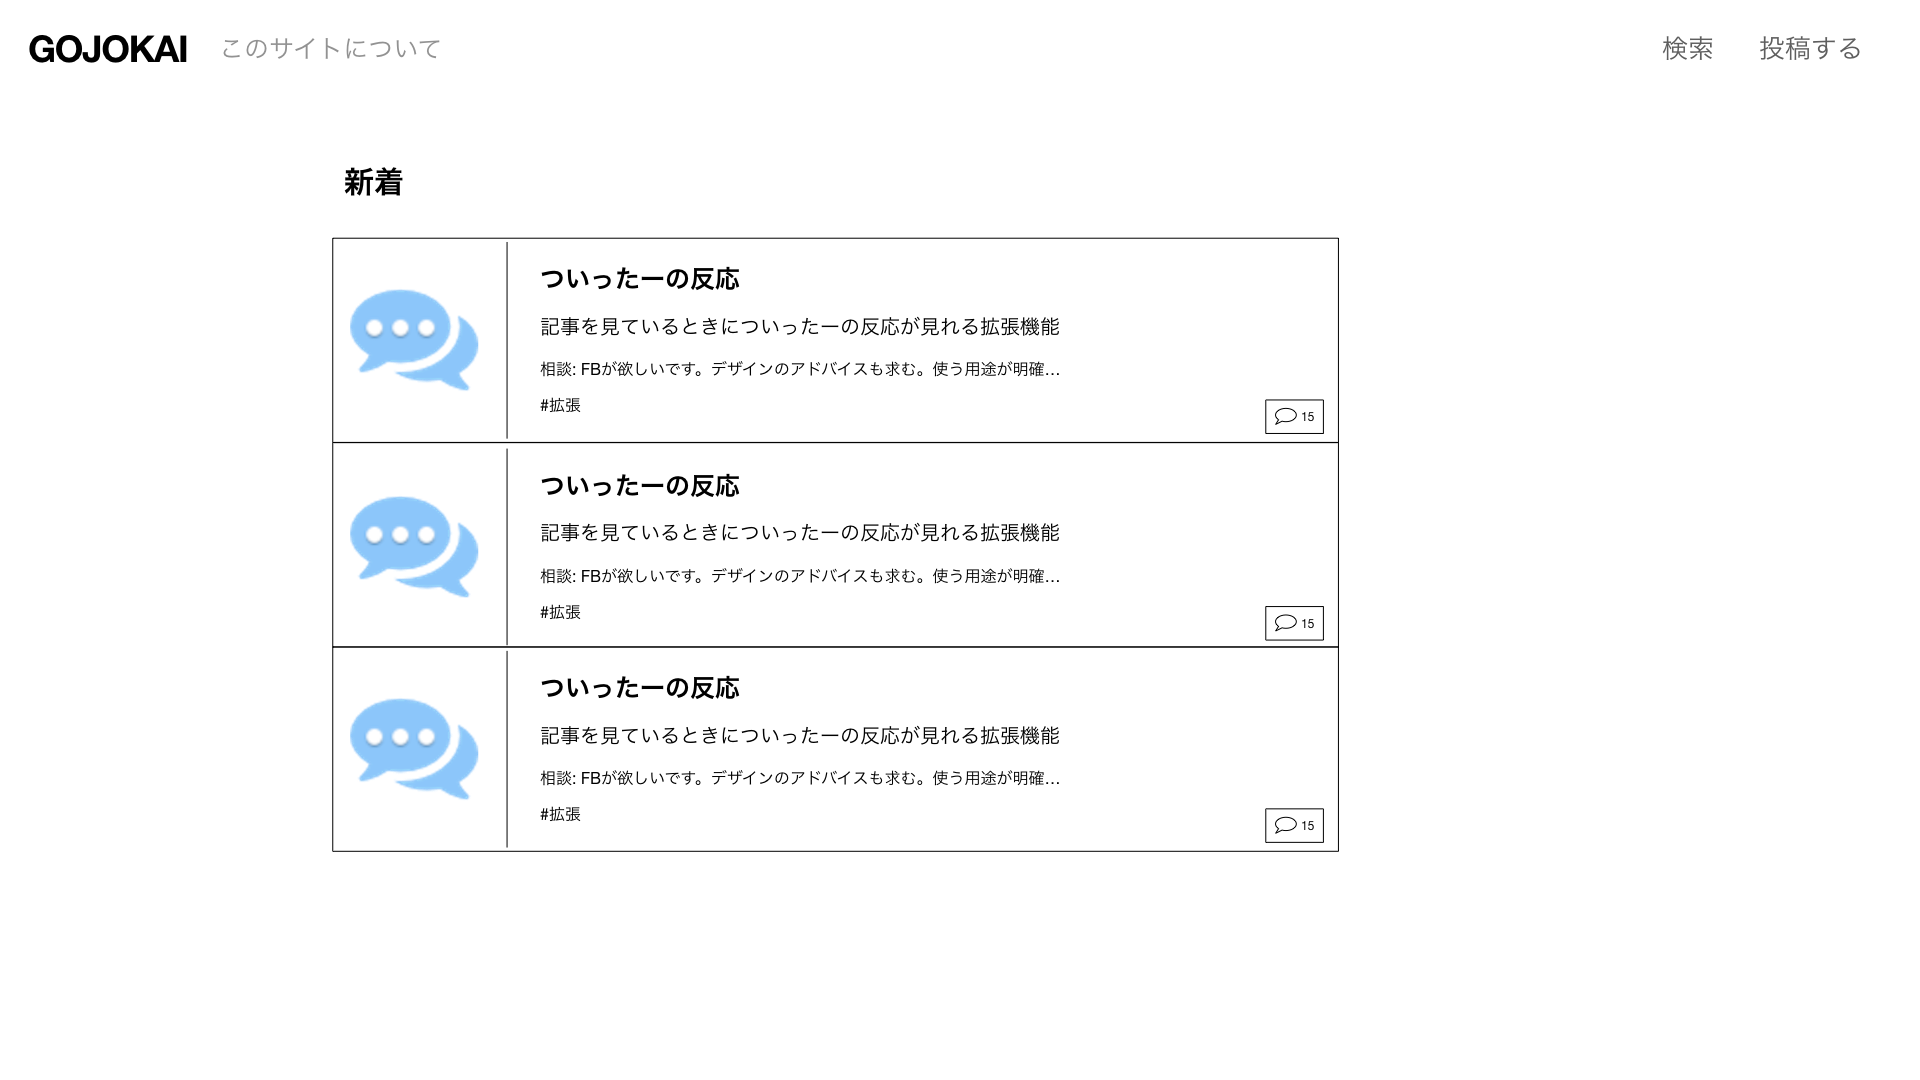 GOJOKAI このサイトについて 検索 投稿する
新着
ついったーの反応
記事を見ているときについったーの反応が見れる拡張機能
相談: FBが欲しいです。デザインのアドバイスも求む。使う用途が明確…
#拡張
15
ついったーの反応
記事を見ているときについったーの反応が見れる拡張機能
相談: FBが欲しいです。デザインのアドバイスも求む。使う用途が明確…
#拡張
15
ついったーの反応
記事を見ているときについったーの反応が見れる拡張機能
相談: FBが欲しいです。デザインのアドバイスも求む。使う用途が明確…
#拡張
15